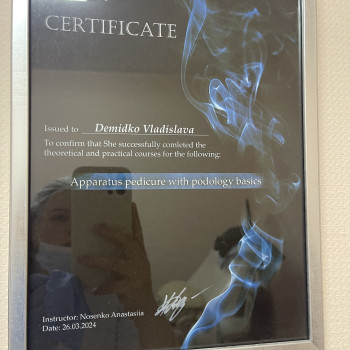 CERTIFICATE
Issued to Demidko Vladislava
To confirm that She successfully comleted the
theoretical and practical courses for the following:
Apparatus pedicure with podology basics
Instructor: Nosenko Anastasiia
Date: 26.03.2024